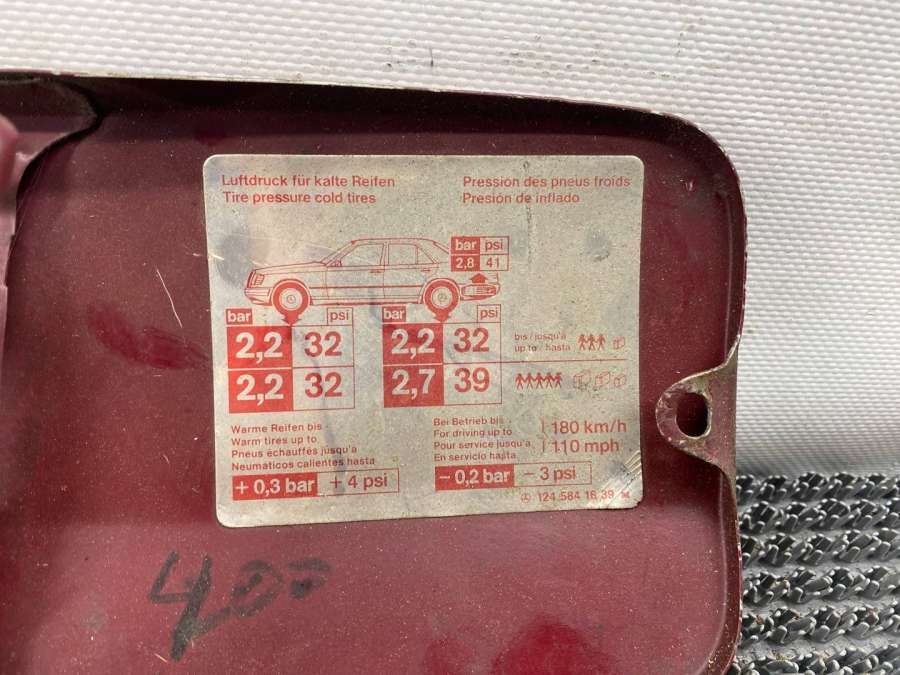 Luftdruck für kalte Reifen
Tire pressure cold tires
Pression des pneus froids
Presión de inflado
bar psi
2,8 41
bar psi
2,2 32
2,2 32
bar psi
2,2 32
2,7 39
bis / jusqu'à
up to / hasta
Warme Reifen bis
Warm tires up to
Pneus échauffés jusqu'à
Neumaticos calientes hasta
+ 0,3 bar + 4 psi
Bei Betrieb bis
For driving up to
Pour service jusqu'a
En servicio hasta
180 km/h
110 mph
- 0,2 bar - 3 psi
124 584 16 39
400